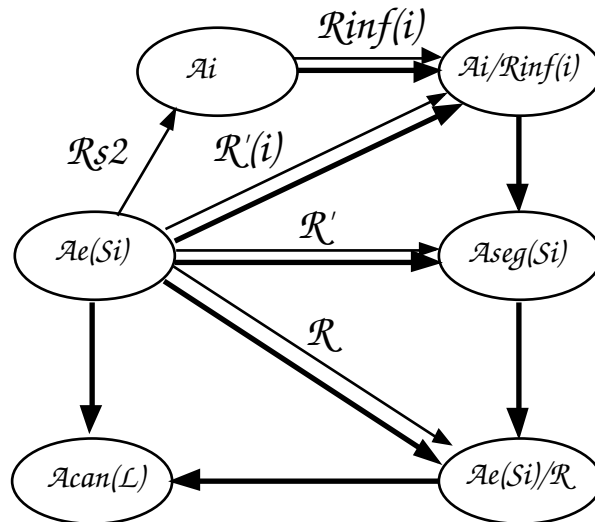 Rinf(i)
Ai
Ai/Rinf(i)
Rs2
R'(i)
R'
Ae(Si)
Aseg(Si)
R
Acan(L)
Ae(Si)/R